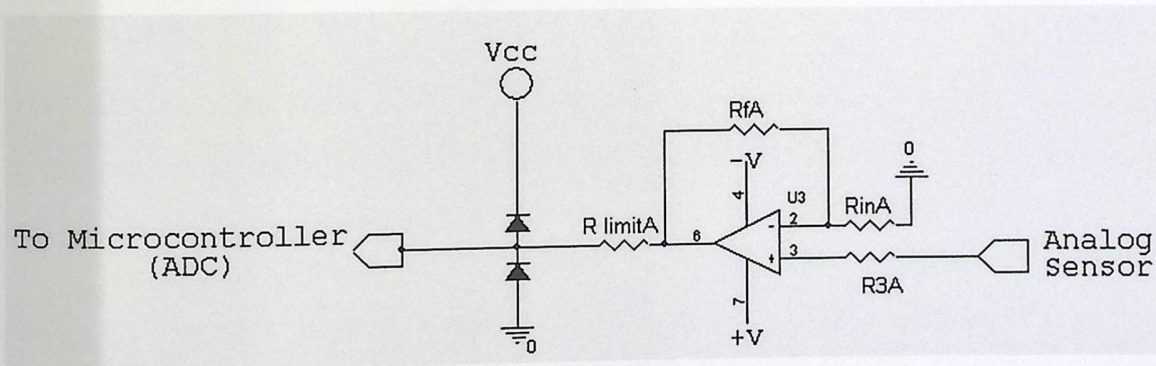 Vcc
RfA
0
-V
4
U3
2
RinA
To Microcontroller
(ADC)
R limitA
6
-
+
3
Analog
Sensor
R3A
7
0
+V